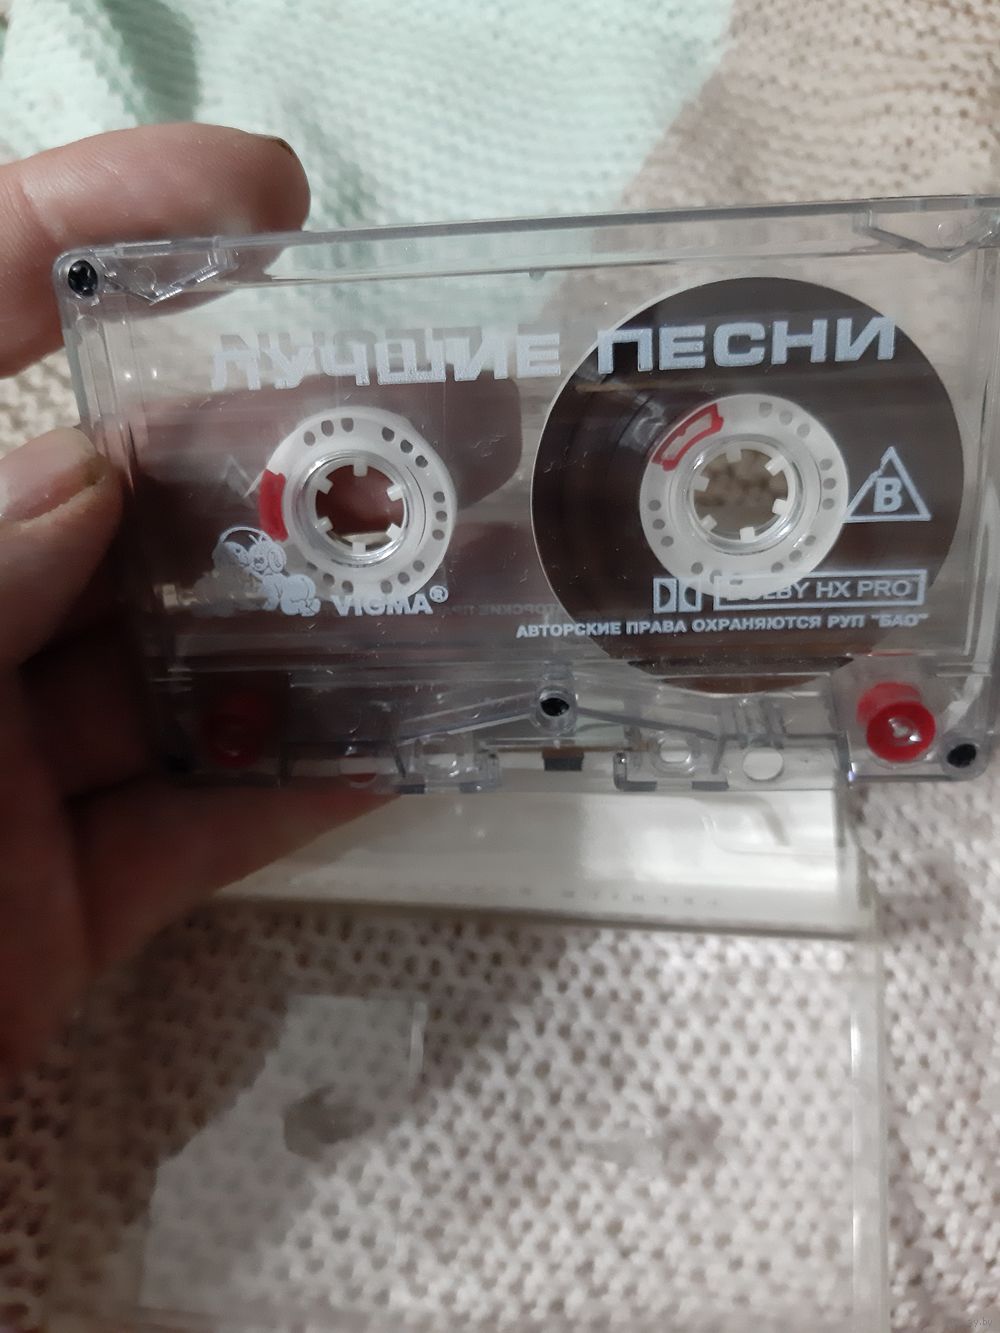 ЛУЧШИЕ ПЕСНИ
B
VIGMA®
DOLBY HX PRO
АВТОРСКИЕ ПРАВА ОХРАНЯЮТСЯ РУП "БАО"